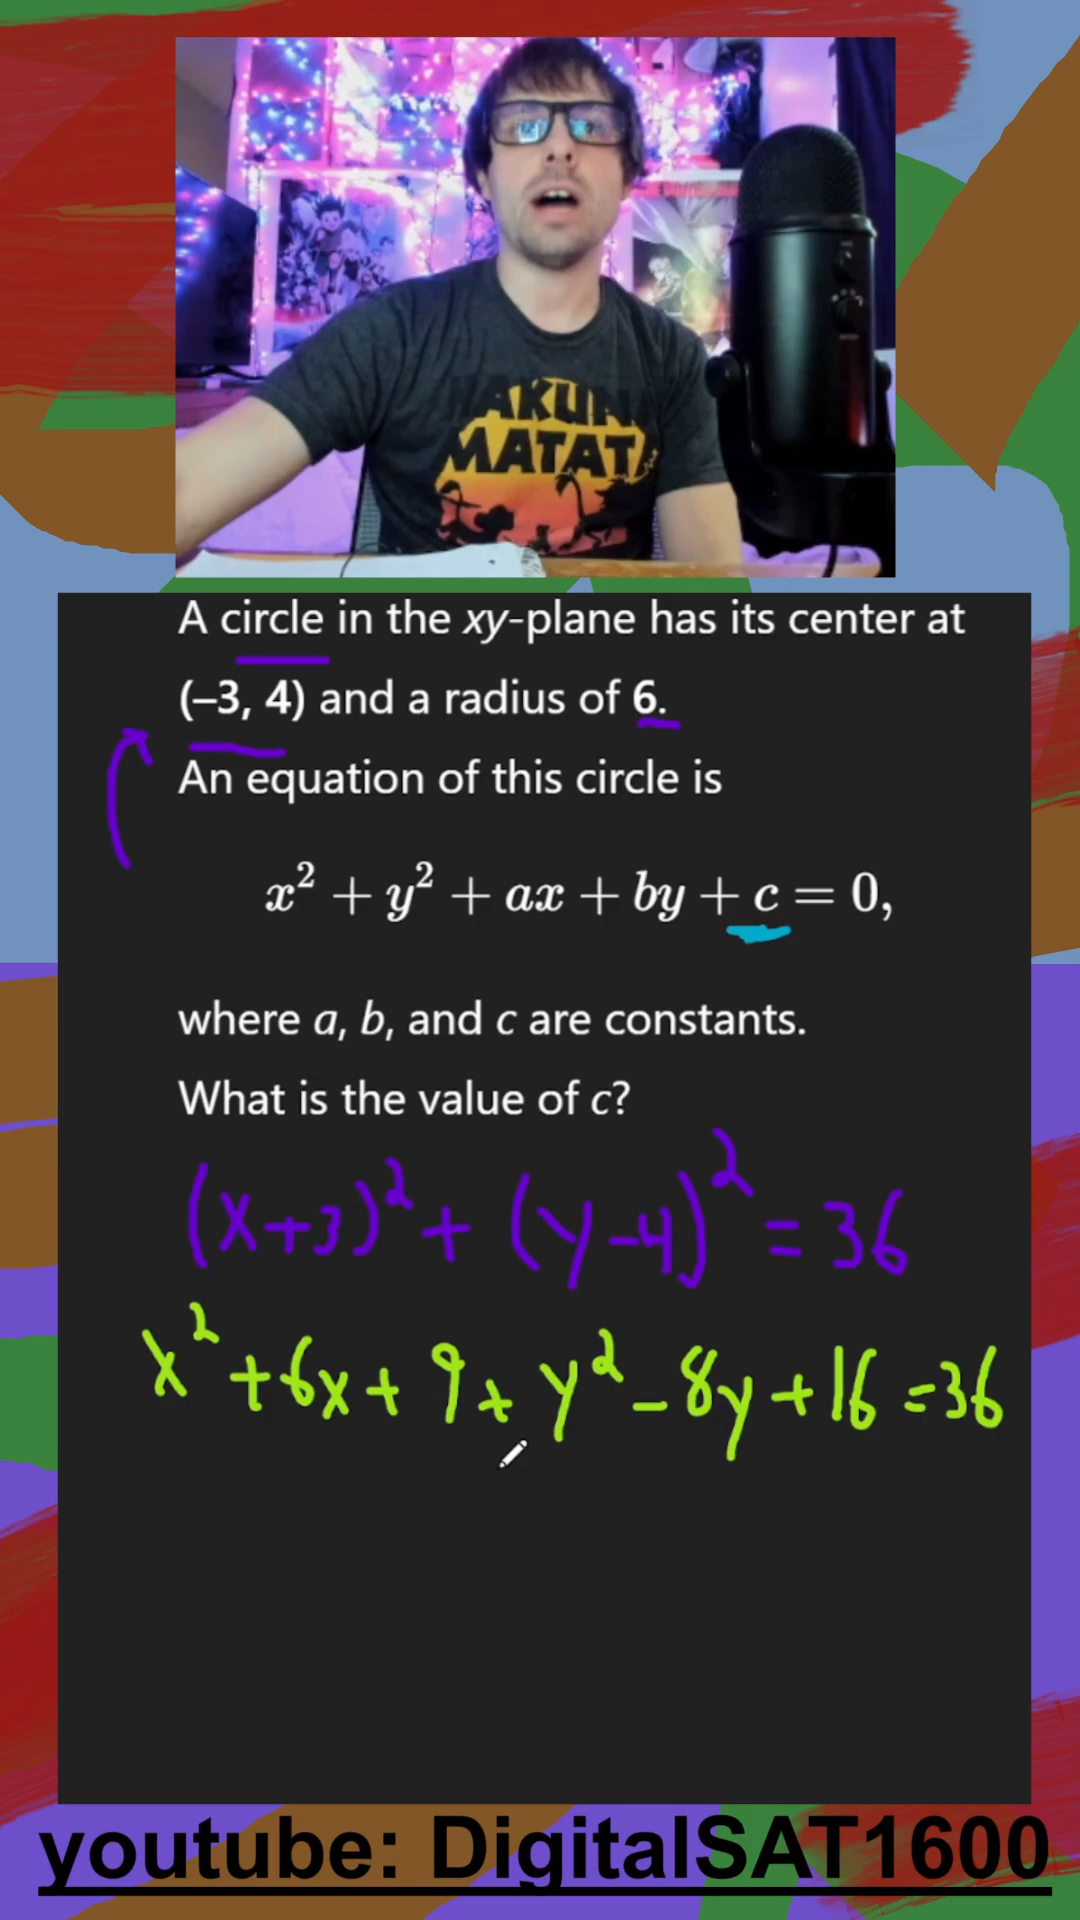 HAKUN
MATAT
A circle in the xy-plane has its center at
(–3, 4) and a radius of 6.
An equation of this circle is
x² + y² + ax + by + c = 0,
where a, b, and c are constants.
What is the value of c?
(x+3)² + (y-4)² = 36
x² + 6x + 9 + y² - 8y + 16 = 36
youtube: DigitalSAT1600